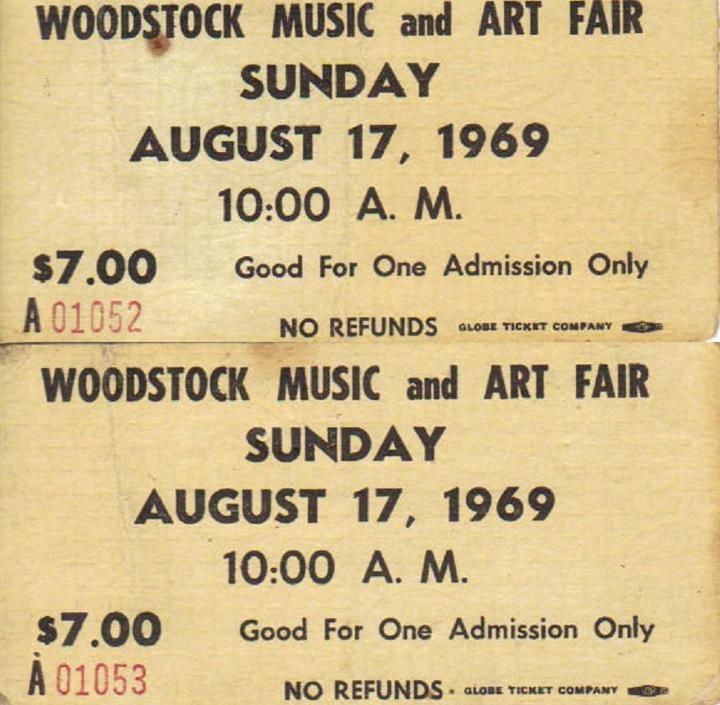 WOODSTOCK MUSIC and ART FAIR
SUNDAY
AUGUST 17, 1969
10:00 A. M.
$7.00 Good For One Admission Only
A 01052 NO REFUNDS GLOBE TICKET COMPANY
WOODSTOCK MUSIC and ART FAIR
SUNDAY
AUGUST 17, 1969
10:00 A. M.
$7.00 Good For One Admission Only
A 01053 NO REFUNDS GLOBE TICKET COMPANY